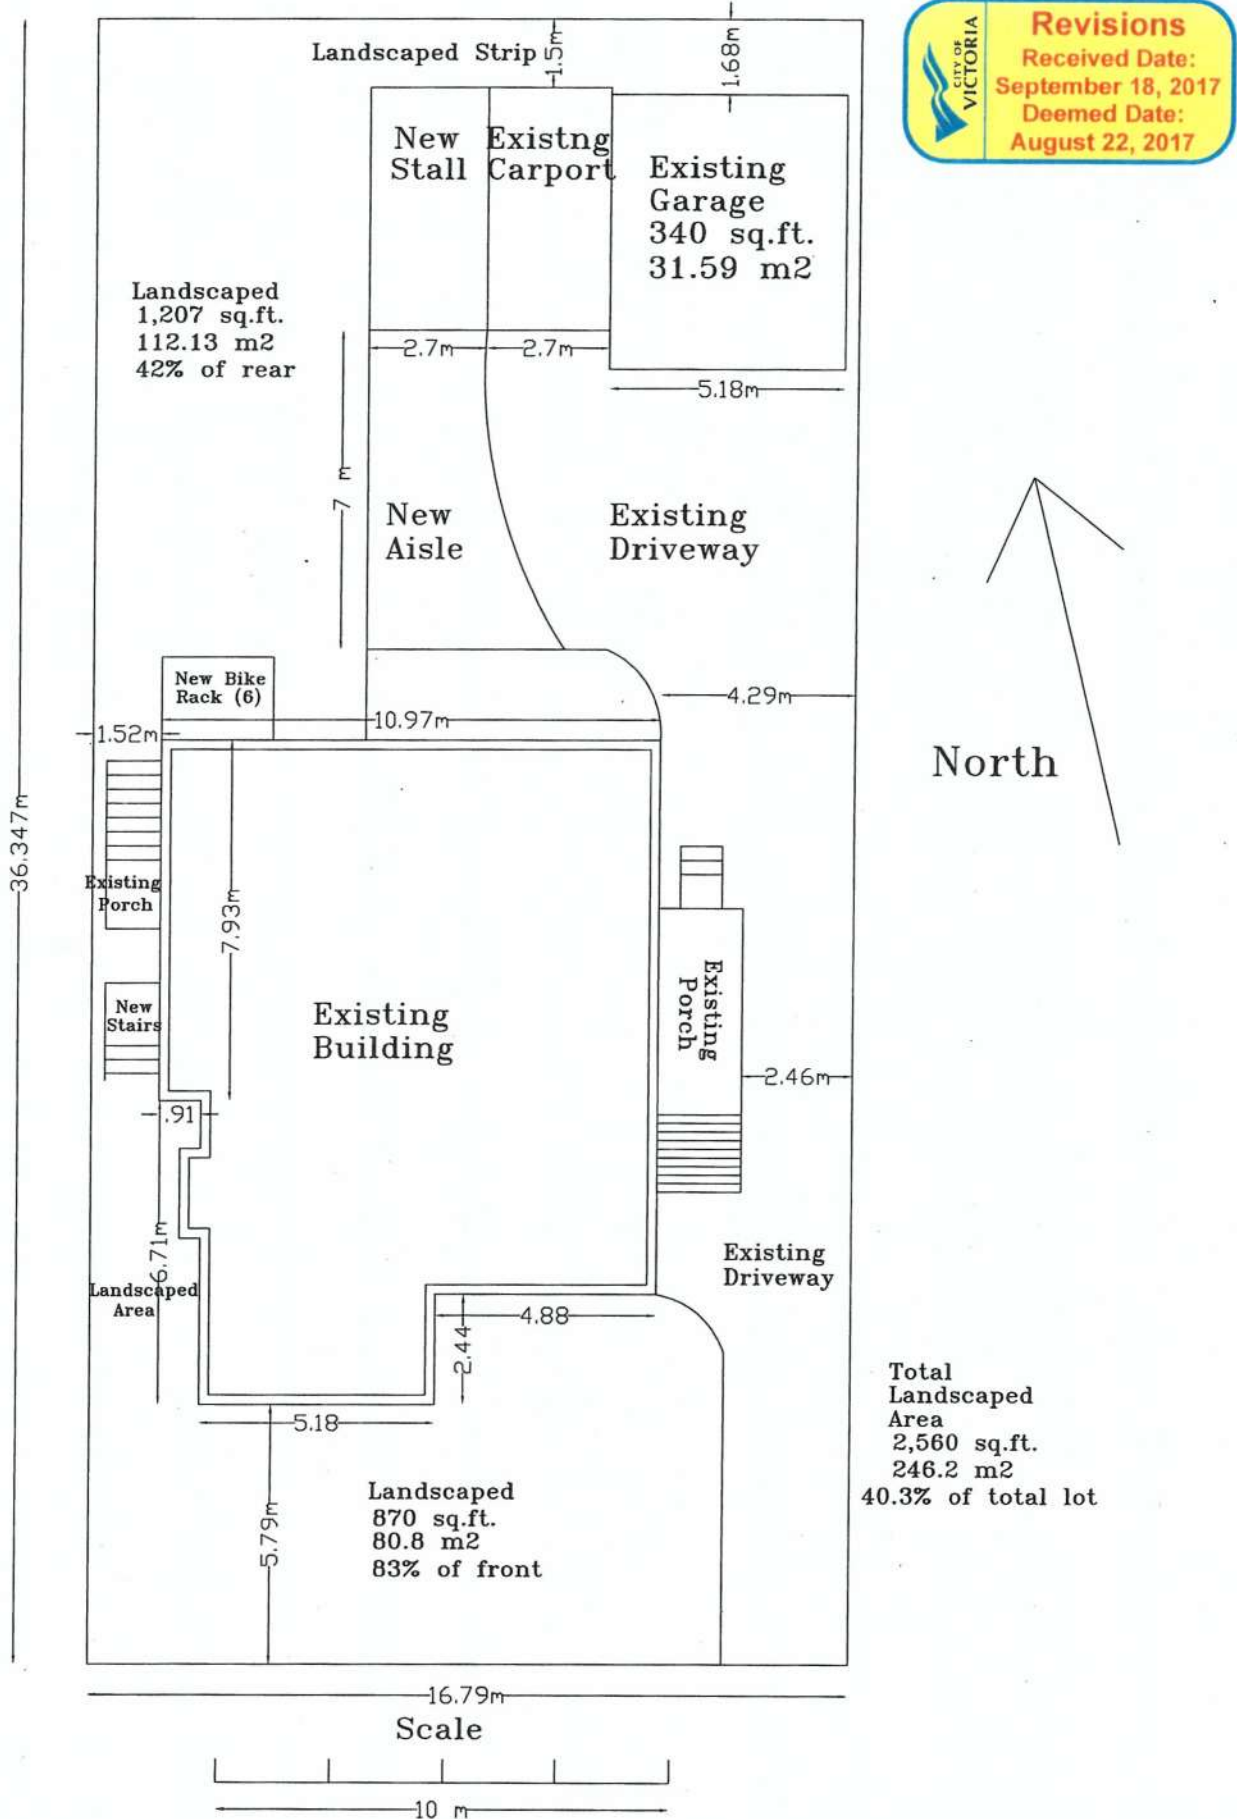 Revisions
Received Date:
September 18, 2017
Deemed Date:
August 22, 2017
CITY OF
VICTORIA
Landscaped Strip
1.5m
1.68m
New
Stall
Existng
Carport
Existing
Garage
340 sq.ft.
31.59 m2
Landscaped
1,207 sq.ft.
112.13 m2
42% of rear
2.7m
2.7m
5.18m
7 m
New
Aisle
Existing
Driveway
New Bike
Rack (6)
10.97m
1.52m
4.29m
North
36.347m
Existing
Porch
7.93m
New
Stairs
Existing
Building
Existing
Porch
2.46m
.91
6.71m
Landscaped
Area
Existing
Driveway
4.88
2.44
5.18
Total
Landscaped
Area
2,560 sq.ft.
246.2 m2
40.3% of total lot
5.79m
Landscaped
870 sq.ft.
80.8 m2
83% of front
16.79m
Scale
10 m